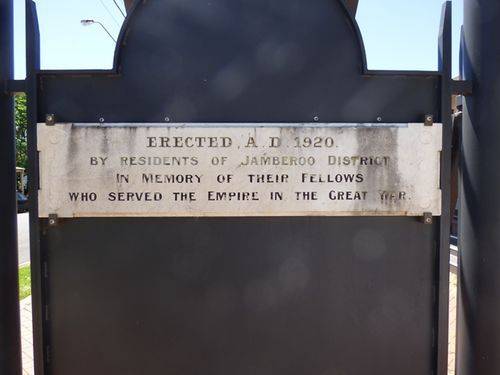 ERECTED A.D. 1920.
BY RESIDENTS OF JAMBEROO DISTRICT
IN MEMORY OF THEIR FELLOWS
WHO SERVED THE EMPIRE IN THE GREAT WAR.